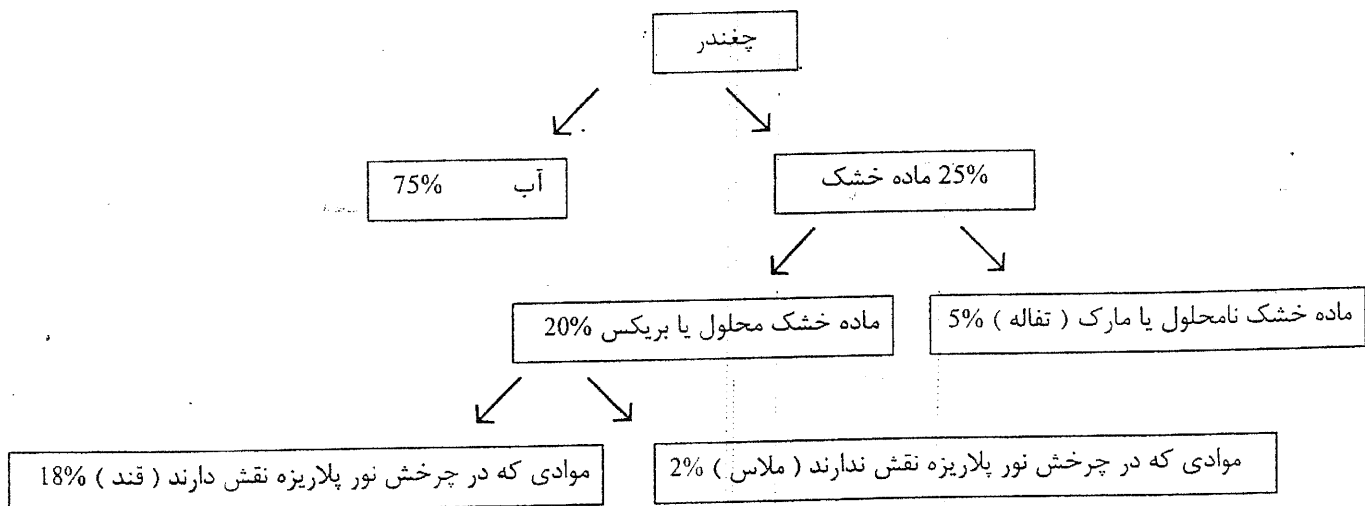 چغندر
25% ماده خشک
آب 75%
ماده خشک نامحلول یا مارک ( تفاله ) 5%
ماده خشک محلول یا بریکس 20%
موادی که در چرخش نور پلاریزه نقش ندارند ( ملاس ) 2%
موادی که در چرخش نور پلاریزه نقش دارند ( قند ) 18%